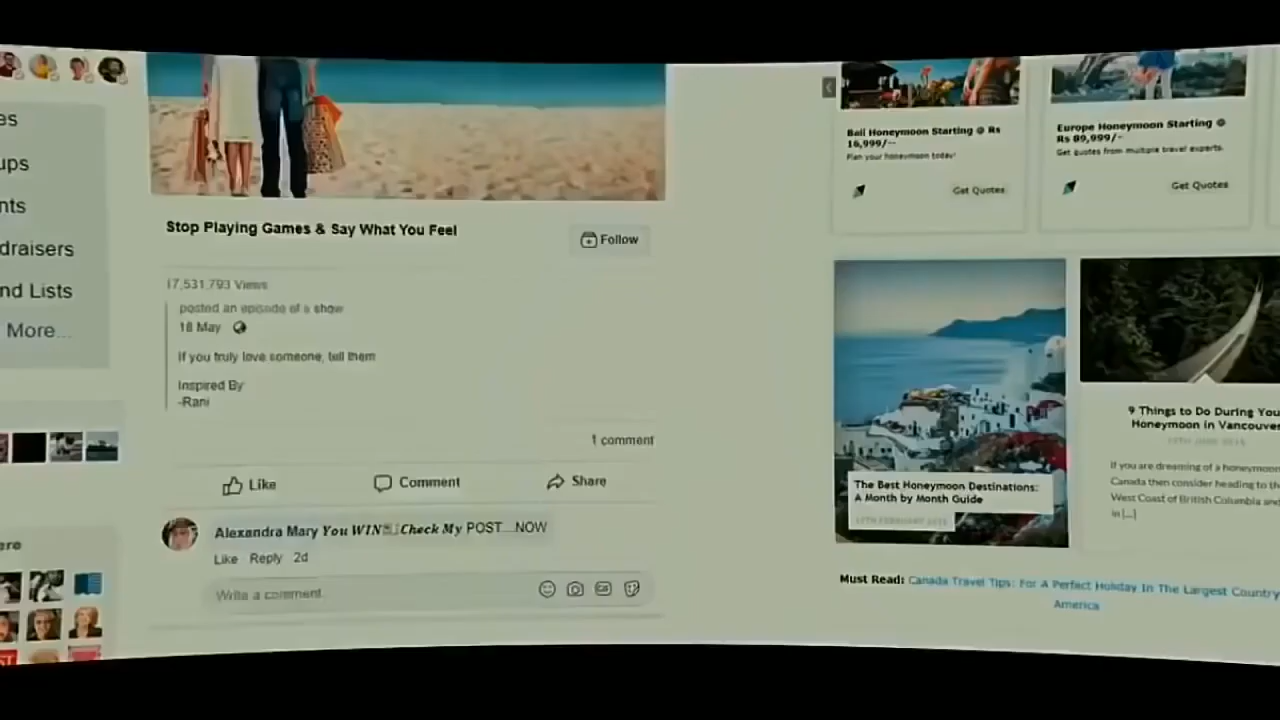 es
ups
nts
draisers
nd Lists
More...
ere
Stop Playing Games & Say What You Feel
Follow
17,531,793 Views
posted an episode of a show
18 May
If you truly love someone, tell them
Inspired By
-Rani
1 comment
Like
Comment
Share
Alexandra Mary You WIN Check My POST...NOW
Like Reply 2d
Write a comment
GIF
Bali Honeymoon Starting @ Rs
16,999/-
Plan your honeymoon today!
Get Quotes
Europe Honeymoon Starting @
Rs 89,999/-
Get quotes from multiple travel experts.
Get Quotes
The Best Honeymoon Destinations:
A Month by Month Guide
9 Things to Do During You
Honeymoon in Vancouver
If you are dreaming of a honeymoon
Canada then consider heading to the
West Coast of British Columbia and
in [...]
Must Read: Canada Travel Tips: For A Perfect Holiday In The Largest Country
America